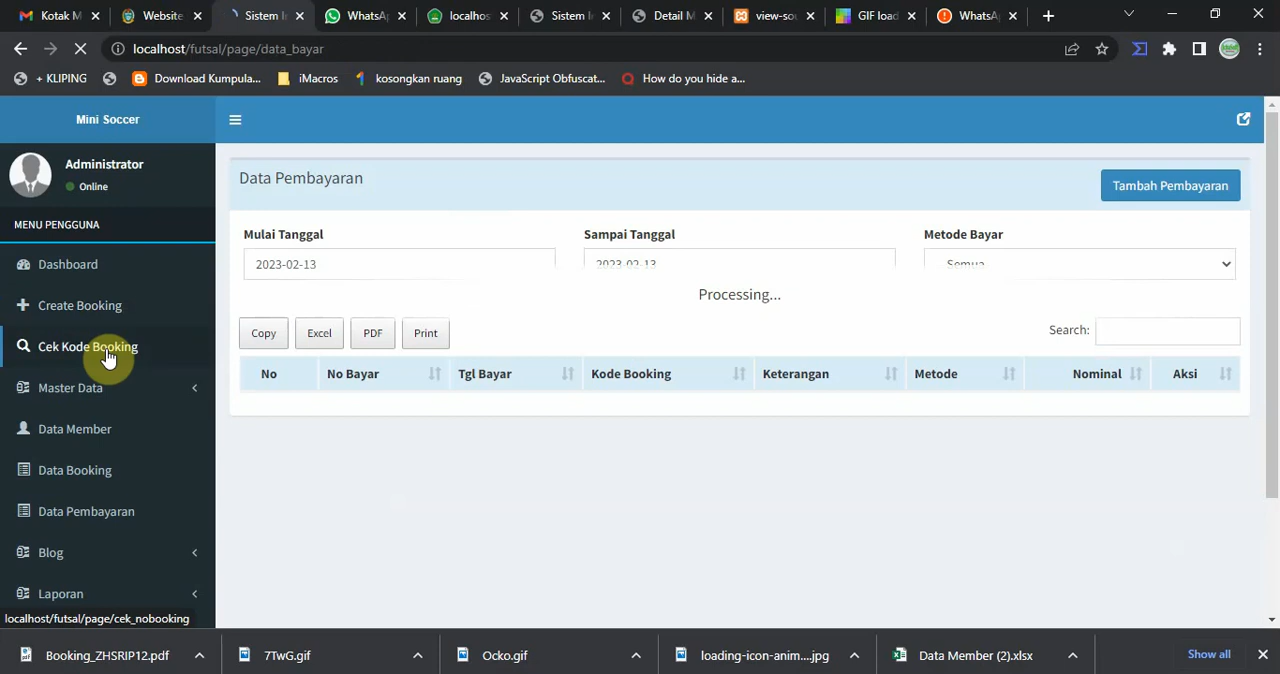 Kotak M
Website
Sistem I
WhatsA
localhos
Sistem In
Detail M
view-sou
GIF load
WhatsA
localhost/futsal/page/data_bayar
+ KLIPING
Download Kumpula...
iMacros
kosongkan ruang
JavaScript Obfuscat...
How do you hide a...
Mini Soccer
Administrator
Online
MENU PENGGUNA
Dashboard
Create Booking
Cek Kode Booking
Master Data
Data Member
Data Booking
Data Pembayaran
Blog
Laporan
Data Pembayaran
Tambah Pembayaran
Mulai Tanggal
Sampai Tanggal
Metode Bayar
2023-02-13
2023-02-13
Semua
Processing...
Copy
Excel
PDF
Print
Search:
No
No Bayar
Tgl Bayar
Kode Booking
Keterangan
Metode
Nominal
Aksi
localhost/futsal/page/cek_nobooking
Booking_ZHSRIP12.pdf
7TwG.gif
Ocko.gif
loading-icon-anim....jpg
Data Member (2).xlsx
Show all